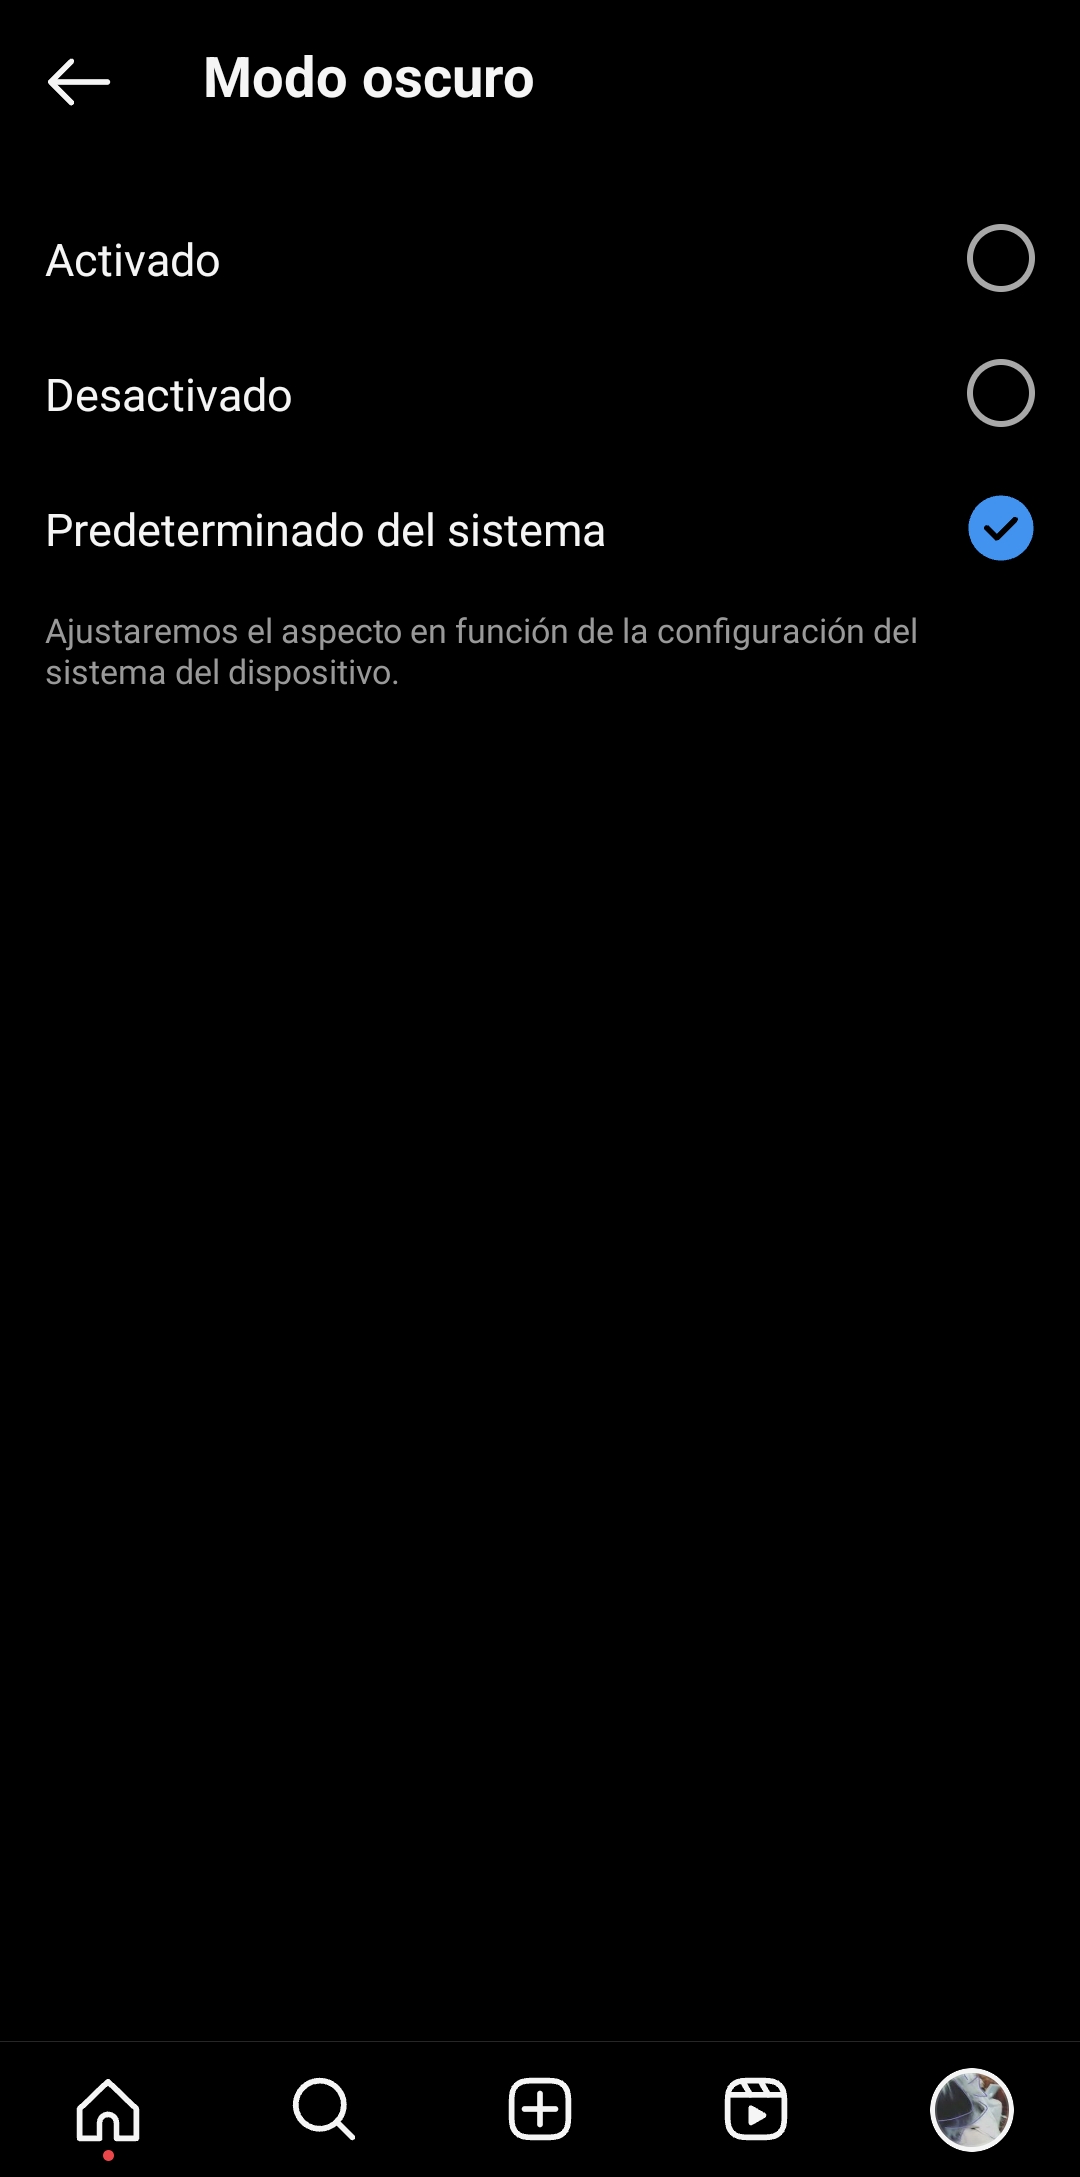 Modo oscuro
Activado
Desactivado
Predeterminado del sistema
Ajustaremos el aspecto en función de la configuración del
sistema del dispositivo.